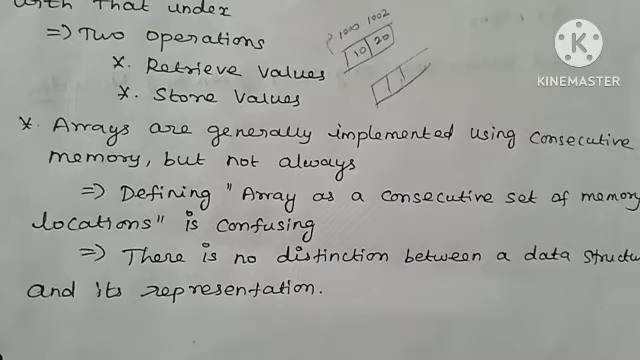 with that index
=> Two operations
1000 1002
10 20
*. Retrieve values
*. Store values
KINEMASTER
*. Arrays are generally implemented using consecutive
memory, but not always
=> Defining "Array as a consecutive set of memory
locations" is confusing
=> There is no distinction between a data structu
and its representation.